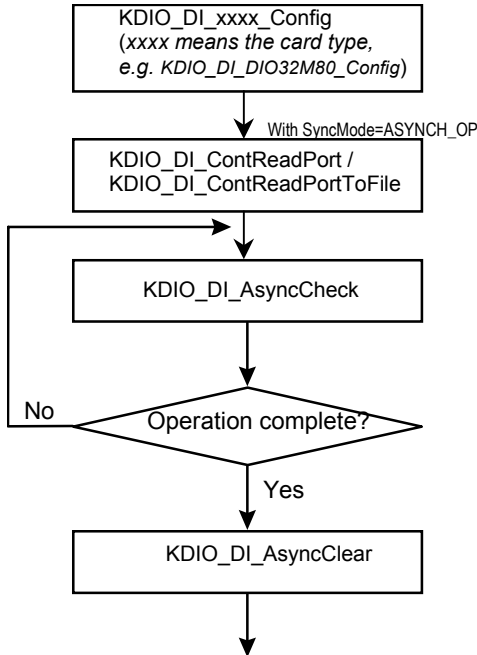 KDIO_DI_xxxx_Config
(xxxx means the card type,
e.g. KDIO_DI_DIO32M80_Config)
With SyncMode=ASYNCH_OP
KDIO_DI_ContReadPort /
KDIO_DI_ContReadPortToFile
KDIO_DI_AsyncCheck
No
Operation complete?
Yes
KDIO_DI_AsyncClear